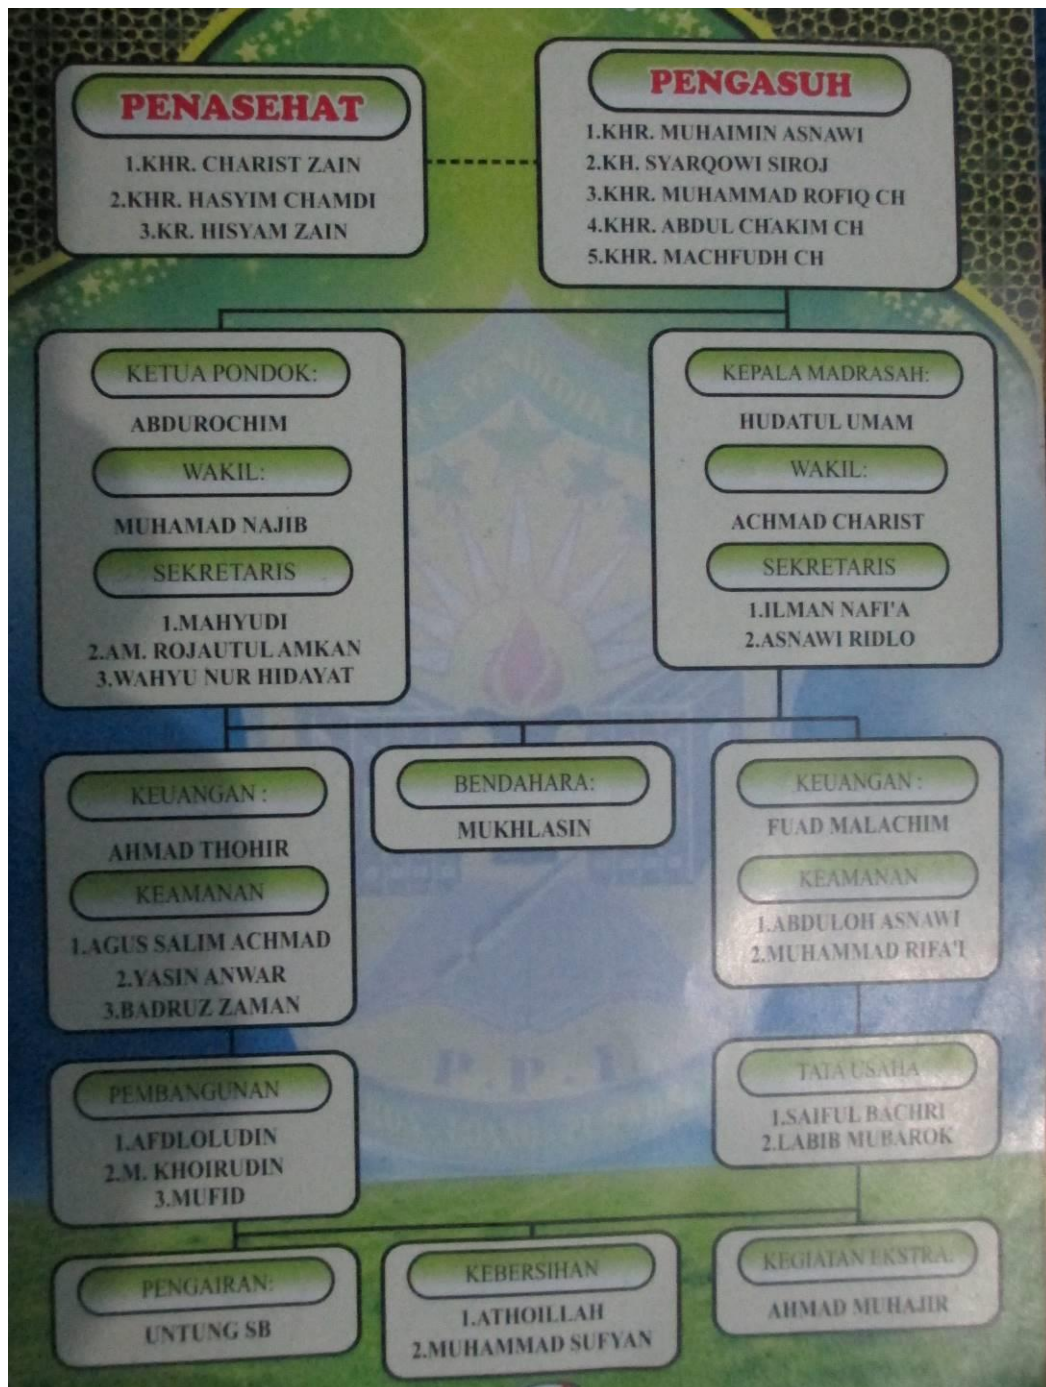 PENASEHAT
1.KHR. CHARIST ZAIN
2.KHR. HASYIM CHAMDI
3.KR. HISYAM ZAIN
PENGASUH
1.KHR. MUHAIMIN ASNAWI
2.KH. SYARQOWI SIROJ
3.KHR. MUHAMMAD ROFIQ CH
4.KHR. ABDUL CHAKIM CH
5.KHR. MACHFUDH CH
KETUA PONDOK:
ABDUROCHIM
WAKIL:
MUHAMAD NAJIB
SEKRETARIS
1.MAHYUDI
2.AM. ROJAUTUL AMKAN
3.WAHYU NUR HIDAYAT
KEPALA MADRASAH:
HUDATUL UMAM
WAKIL:
ACHMAD CHARIST
SEKRETARIS
1.ILMAN NAFI'A
2.ASNAWI RIDLO
KEUANGAN :
AHMAD THOHIR
KEAMANAN
1.AGUS SALIM ACHMAD
2.YASIN ANWAR
3.BADRUZ ZAMAN
BENDAHARA:
MUKHLASIN
KEUANGAN :
FUAD MALACHIM
KEAMANAN
1.ABDULOH ASNAWI
2.MUHAMMAD RIFA'I
PEMBANGUNAN
1.AFDLOLUDIN
2.M. KHOIRUDIN
3.MUFID
P.P.I
TATA USAHA
1.SAIFUL BACHRI
2.LABIB MUBAROK
PENGAIRAN:
UNTUNG SB
KEBERSIHAN
1.ATHOILLAH
2.MUHAMMAD SUFYAN
KEGIATAN EKSTRA:
AHMAD MUHAJIR